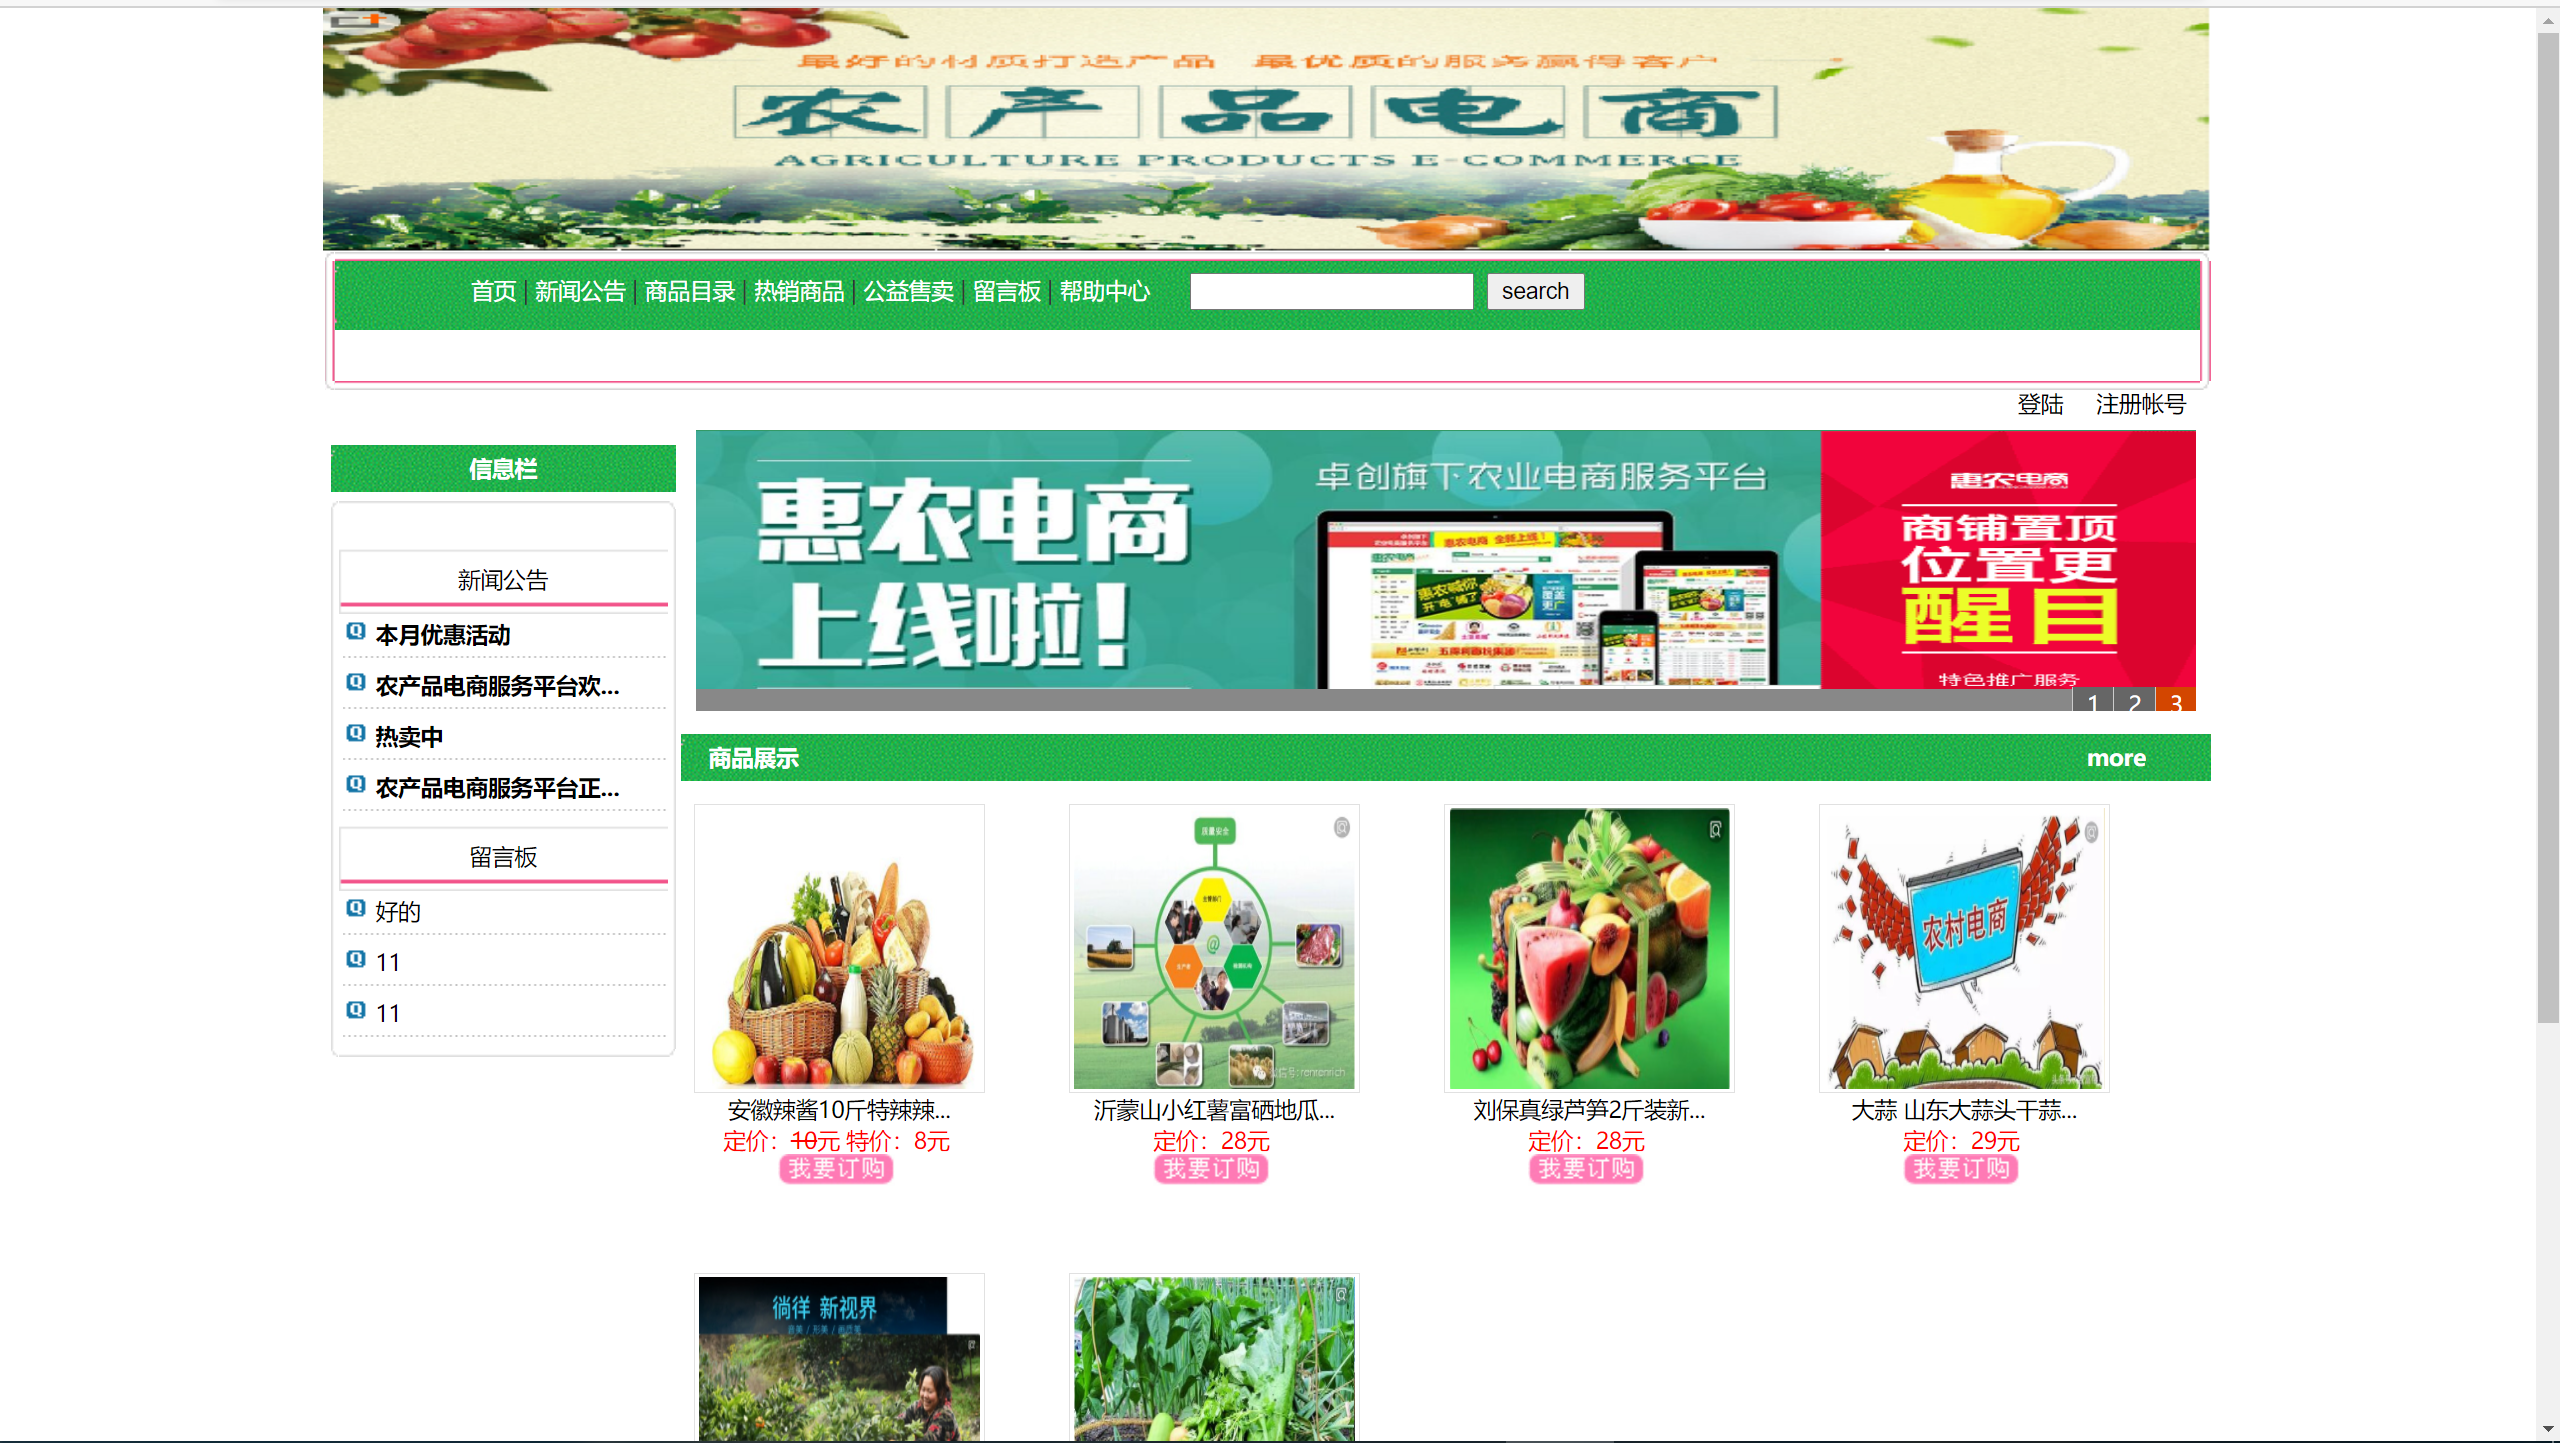 最好的材质打造产品 最优质的服务赢得客户
农产品电商
AGRICULTURE PRODUCTS E-COMMERCE
首页 | 新闻公告 | 商品目录 | 热销商品 | 公益售卖 | 留言板 | 帮助中心 search
登陆 注册帐号
信息栏
新闻公告
本月优惠活动
农产品电商服务平台欢...
热卖中
农产品电商服务平台正...
留言板
好的
11
11
惠农电商
上线啦！
卓创旗下农业电商服务平台
惠农电商
商铺置顶
位置更
醒目
特色推广服务
1 2 3
商品展示 more
质量安全
农村电商
安徽辣酱10斤特辣辣...
定价：10元 特价：8元
我要订购
沂蒙山小红薯富硒地瓜...
定价：28元
我要订购
刘保真绿芦笋2斤装新...
定价：28元
我要订购
大蒜 山东大蒜头干蒜...
定价：29元
我要订购
徜徉 新视界